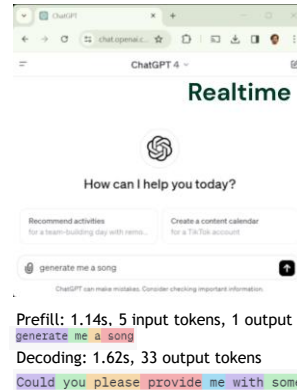 ChatGPT
chat.openai.c...
ChatGPT 4
Realtime
How can I help you today?
Recommend activities
for a team-building day with remo...
Create a content calendar
for a TikTok account
generate me a song
ChatGPT can make mistakes. Consider checking important information.
Prefill: 1.14s, 5 input tokens, 1 output
generate me a song
Decoding: 1.62s, 33 output tokens
Could you please provide me with some